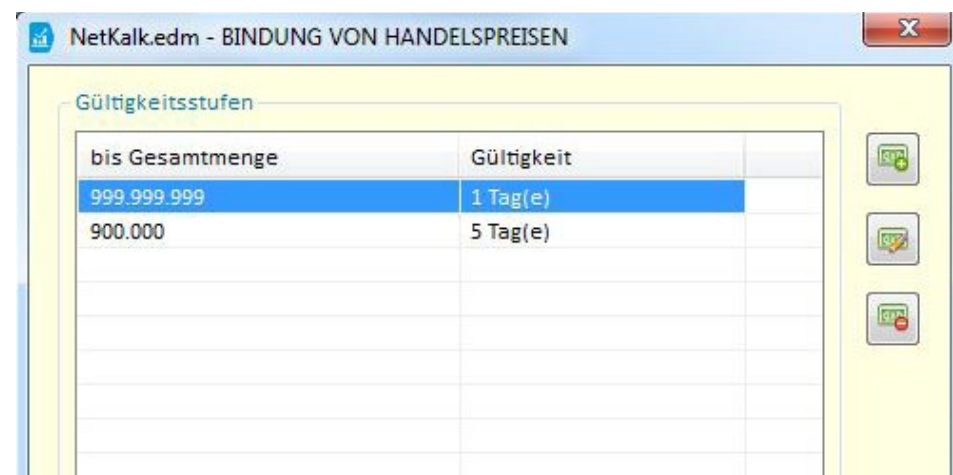 NetKalk.edm - BINDUNG VON HANDELSPREISEN
Gültigkeitsstufen
bis Gesamtmenge Gültigkeit
999.999.999 1 Tag(e)
900.000 5 Tag(e)